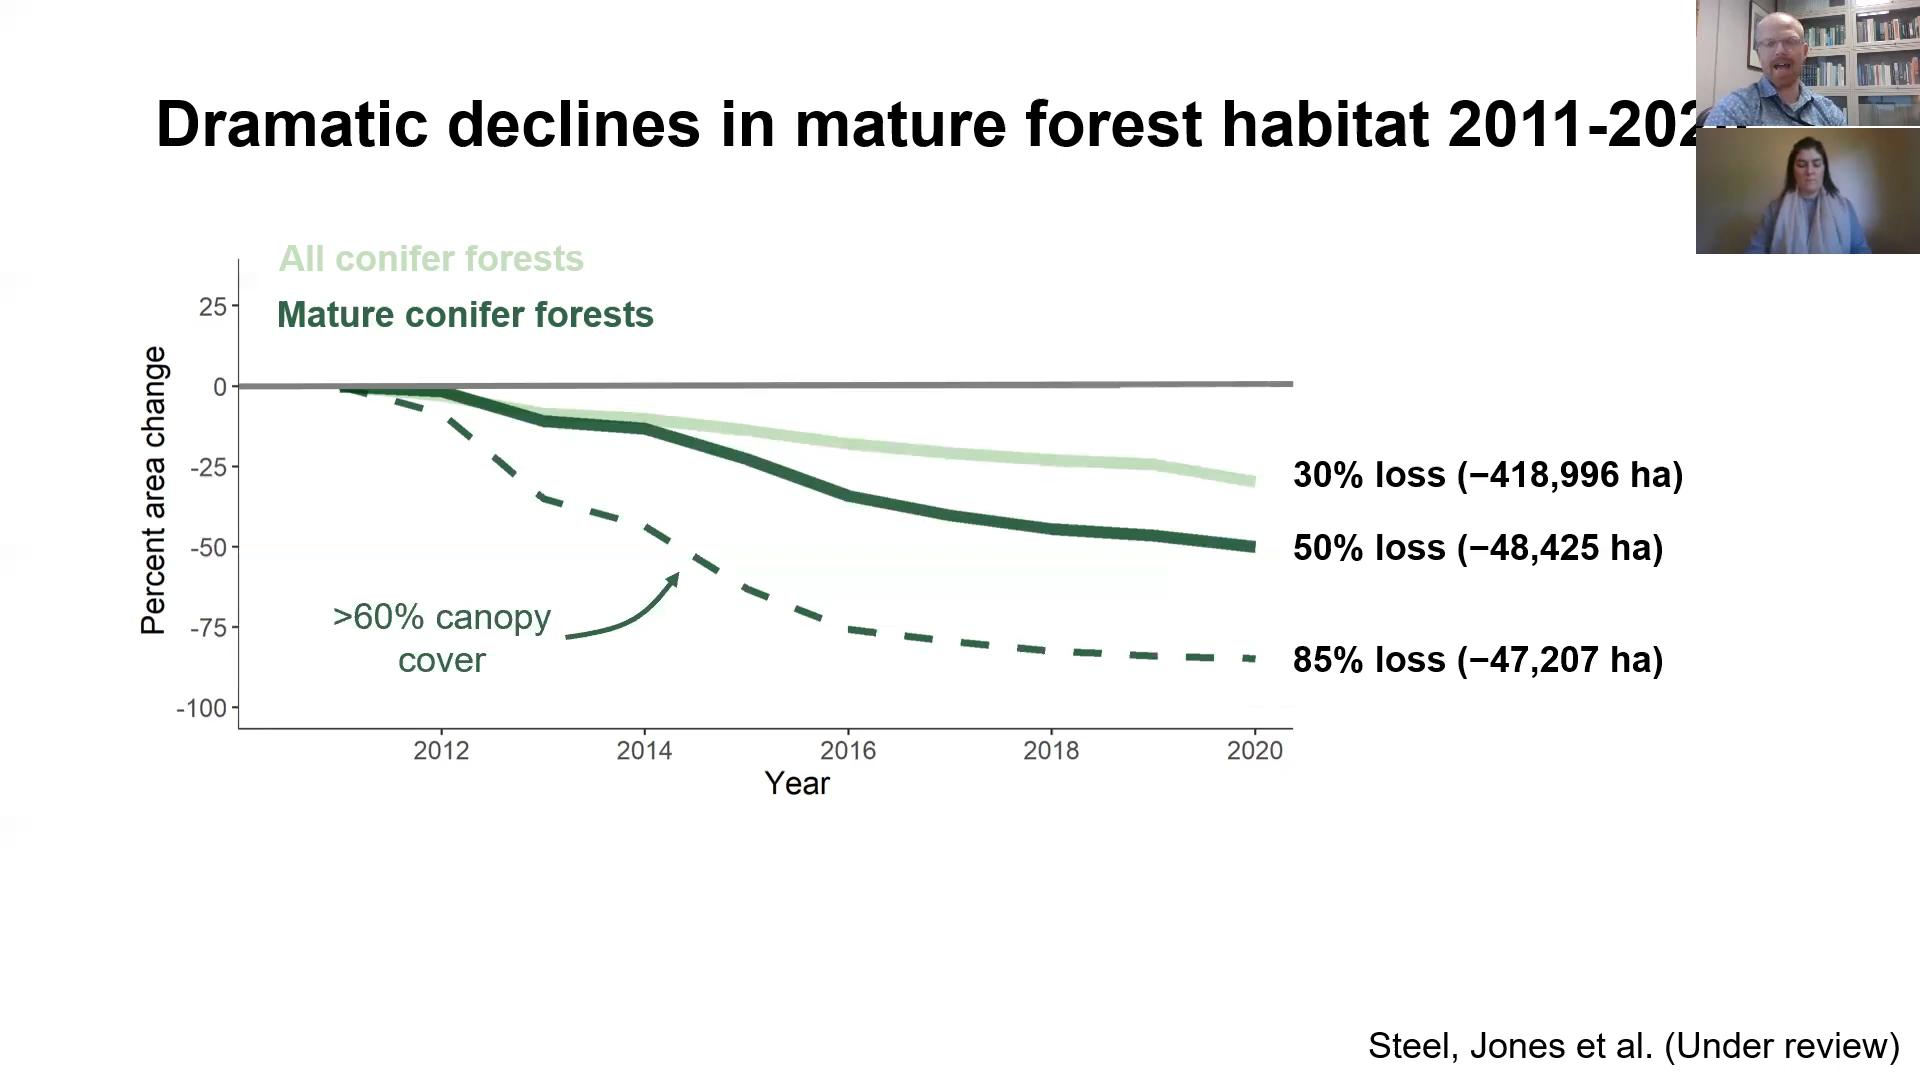 Dramatic declines in mature forest habitat 2011-202
All conifer forests
Mature conifer forests
Percent area change
25
0
-25
-50
-75
-100
>60% canopy
cover
30% loss (−418,996 ha)
50% loss (−48,425 ha)
85% loss (−47,207 ha)
2012 2014 2016 2018 2020
Year
Steel, Jones et al. (Under review)